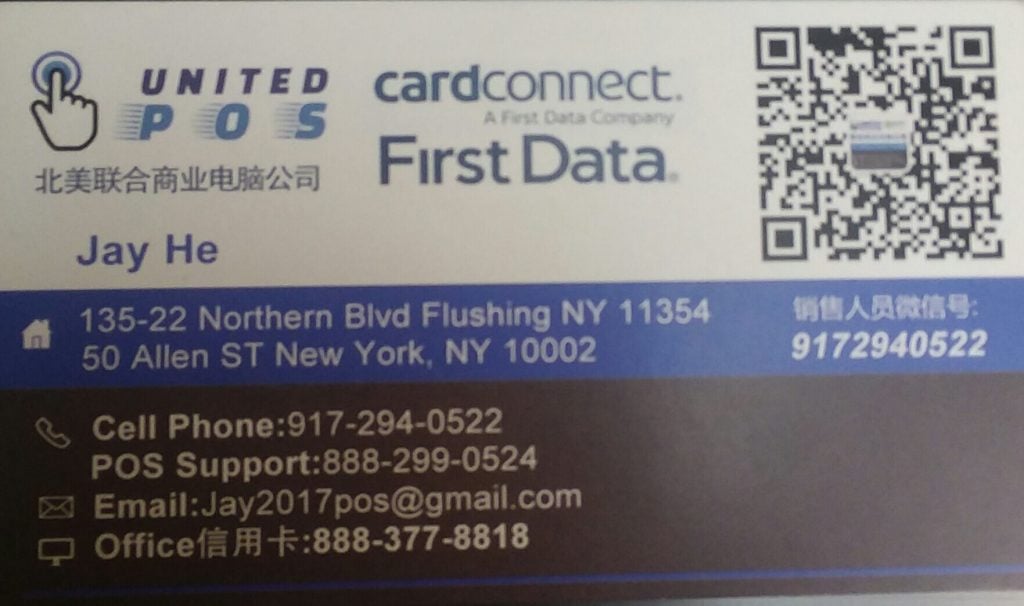 UNITED
POS
北美联合商业电脑公司
cardconnect.
A First Data Company
First Data.
Jay He
135-22 Northern Blvd Flushing NY 11354
50 Allen ST New York, NY 10002
销售人员微信号:
9172940522
Cell Phone:917-294-0522
POS Support:888-299-0524
Email:Jay2017pos@gmail.com
Office信用卡:888-377-8818